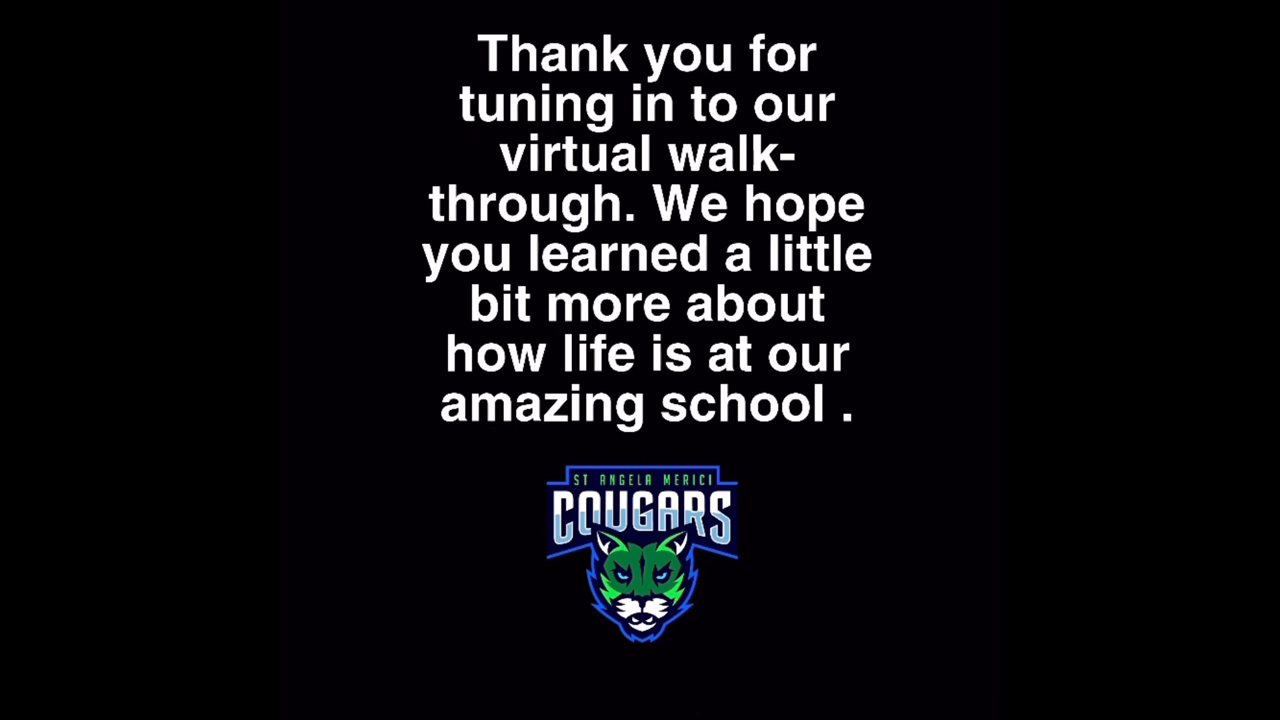 Thank you for
tuning in to our
virtual walk-
through. We hope
you learned a little
bit more about
how life is at our
amazing school .
ST ANGELA MERICI
COUGARS